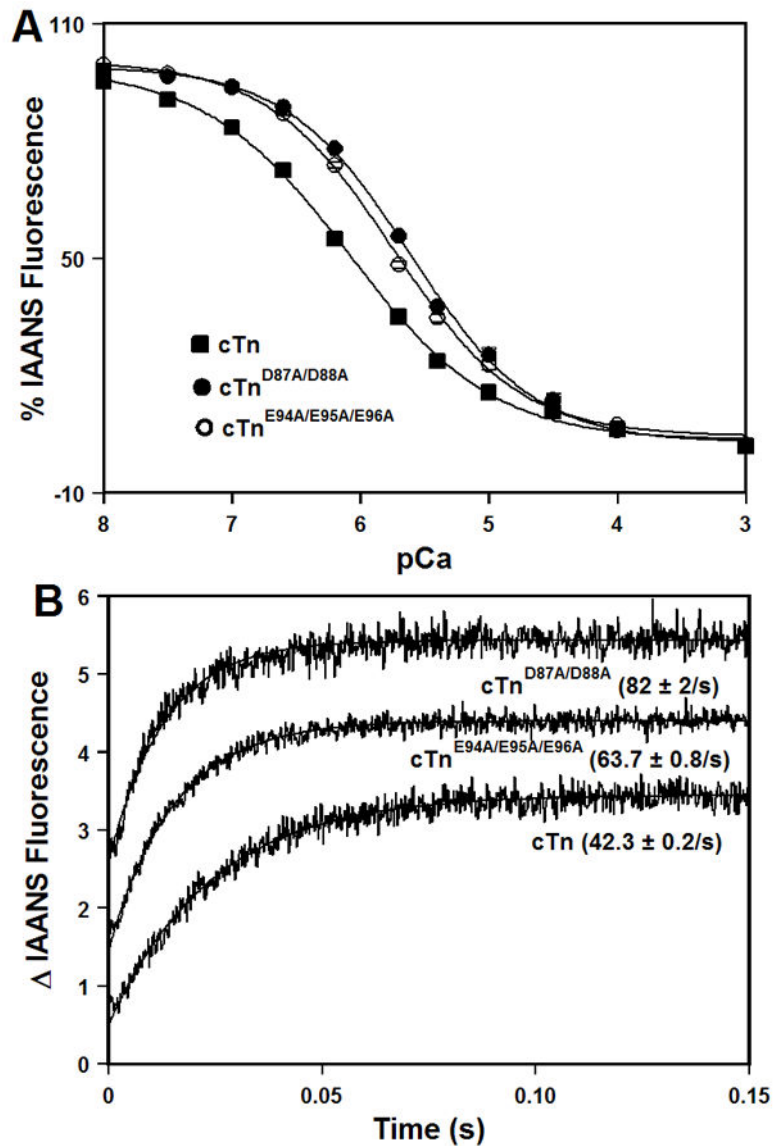 A
110
50
-10
% IAANS Fluorescence
cTn
cTn^D87A/D88A
cTn^E94A/E95A/E96A
8 7 6 5 4 3
pCa
B
6
5
4
3
2
1
0
Δ IAANS Fluorescence
cTn^D87A/D88A (82 ± 2/s)
cTn^E94A/E95A/E96A (63.7 ± 0.8/s)
cTn (42.3 ± 0.2/s)
0 0.05 0.10 0.15
Time (s)